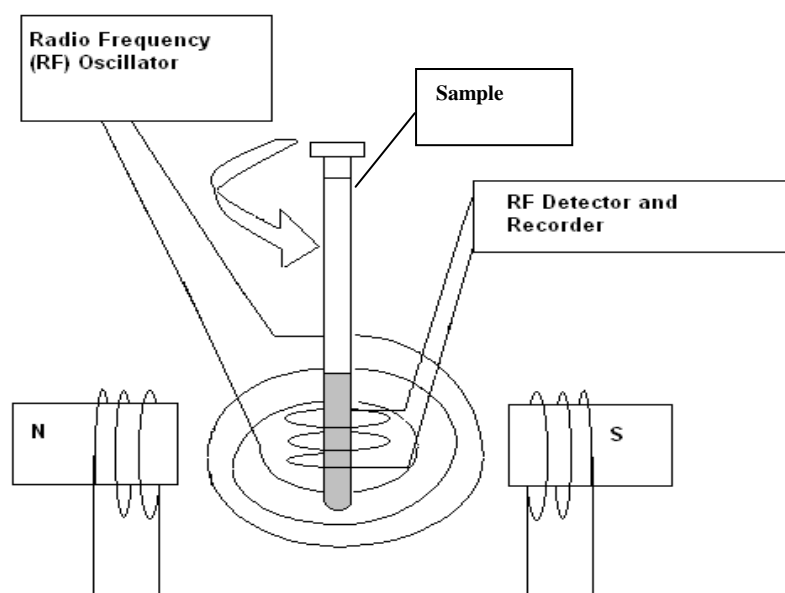 Radio Frequency
(RF) Oscillator
Sample
RF Detector and
Recorder
N
S